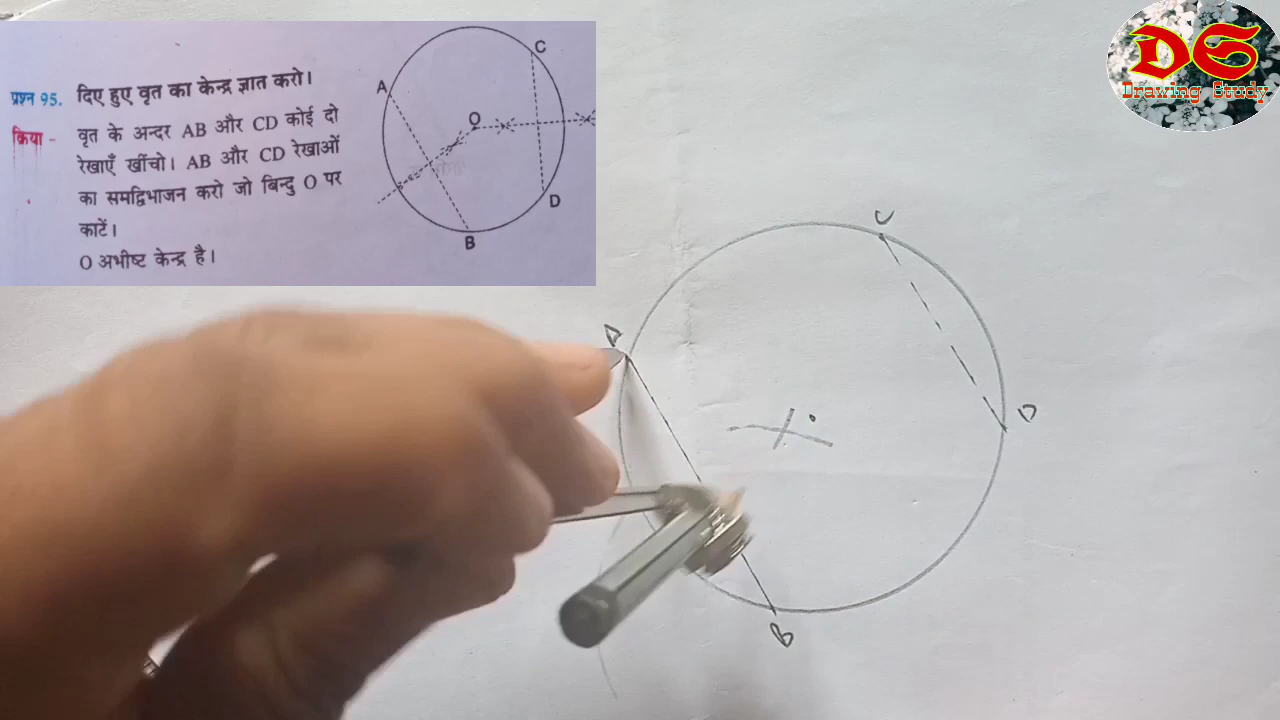 प्रश्न 95. दिए हुए वृत का केन्द्र ज्ञात करो।
क्रिया - वृत के अन्दर AB और CD कोई दो
रेखाएँ खींचो। AB और CD रेखाओं
का समद्विभाजन करो जो बिन्दु O पर
काटें।
O अभीष्ट केन्द्र है।
A
C
O
D
B
DS
Drawing Study
C
A
D
B